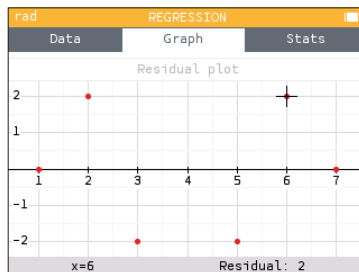 rad REGRESSION
Data Graph Stats
Residual plot
2
1
1 2 3 4 5 6 7
-1
-2
x=6 Residual: 2